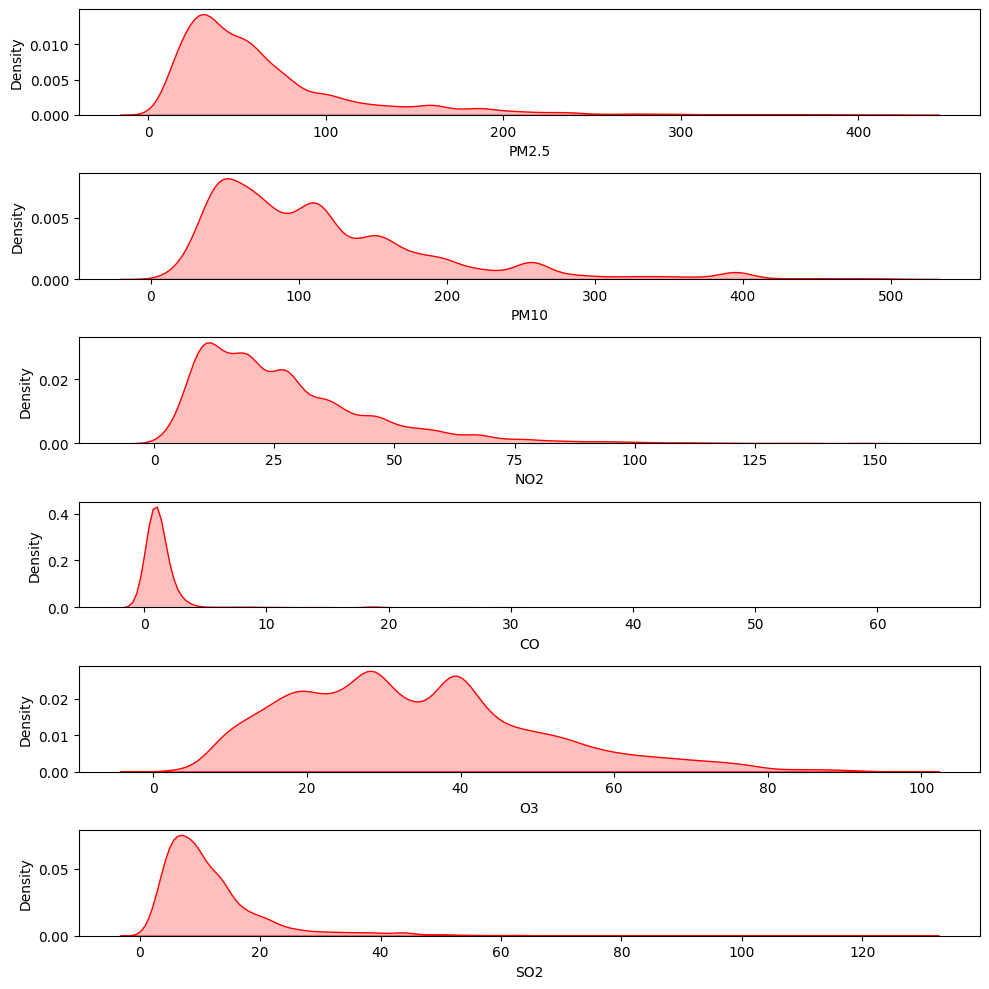 Density
0.010
0.005
0.000
0 100 200 300 400
PM2.5
Density
0.005
0.000
0 100 200 300 400 500
PM10
Density
0.02
0.00
0 25 50 75 100 125 150
NO2
Density
0.4
0.2
0.0
0 10 20 30 40 50 60
CO
Density
0.02
0.01
0.00
0 20 40 60 80 100
O3
Density
0.05
0.00
0 20 40 60 80 100 120
SO2